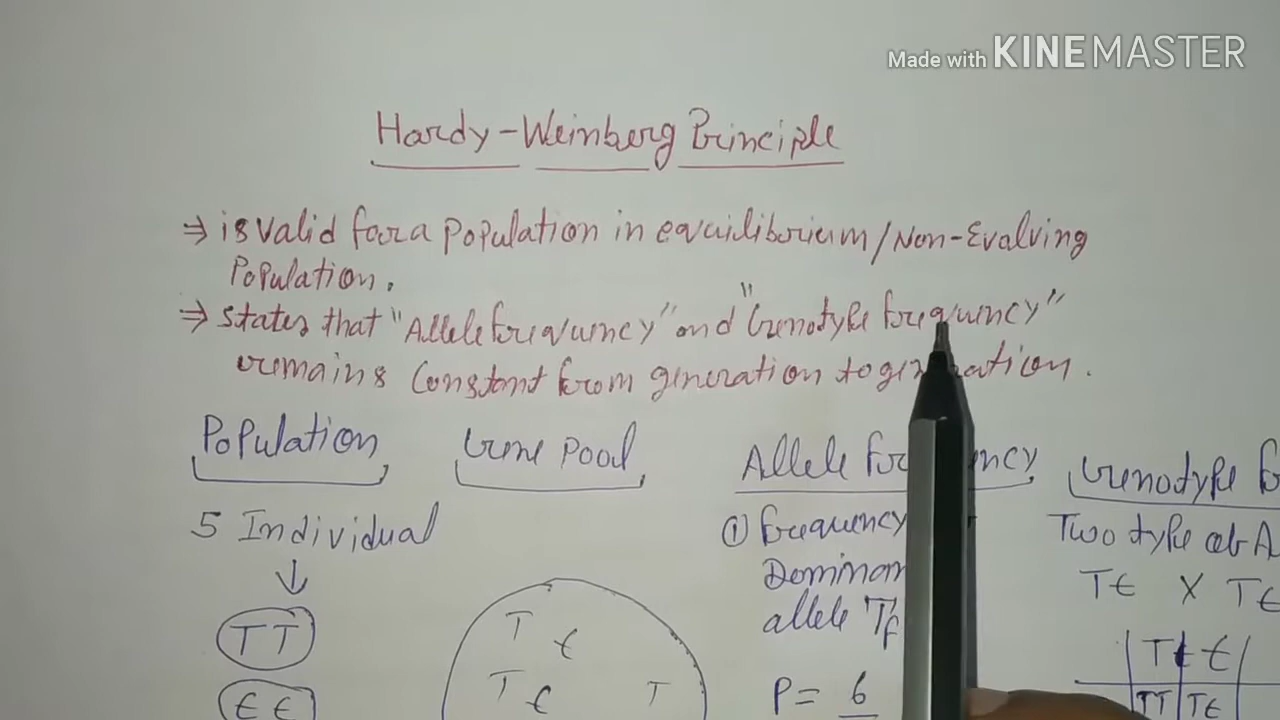 Made with KINEMASTER
Hardy-Weinberg Principle
⇒ is valid for a population in equilibrium/Non-Evolving
Population.
⇒ states that "Allele frequency" and "Genotype frequency"
remains constant from generation to generation.
Population
Gene Pool
Allele
Genotype
5 Individual
① frequency
Two type of A
Dominan
Tt X Tt
allele Tf
TT
T t
T t
T t T
tt
P = 6
T t
TT Tt